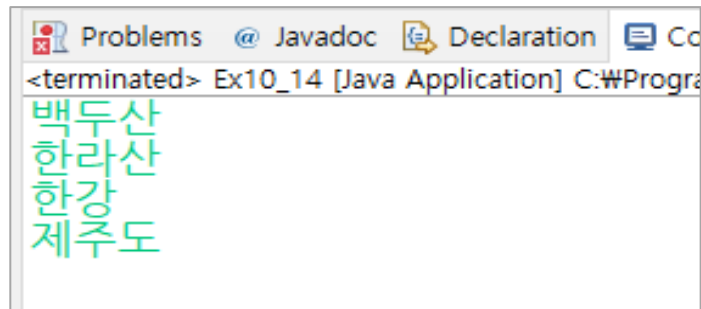 Problems @ Javadoc Declaration Co
<terminated> Ex10_14 [Java Application] C:₩Progra
백두산
한라산
한강
제주도